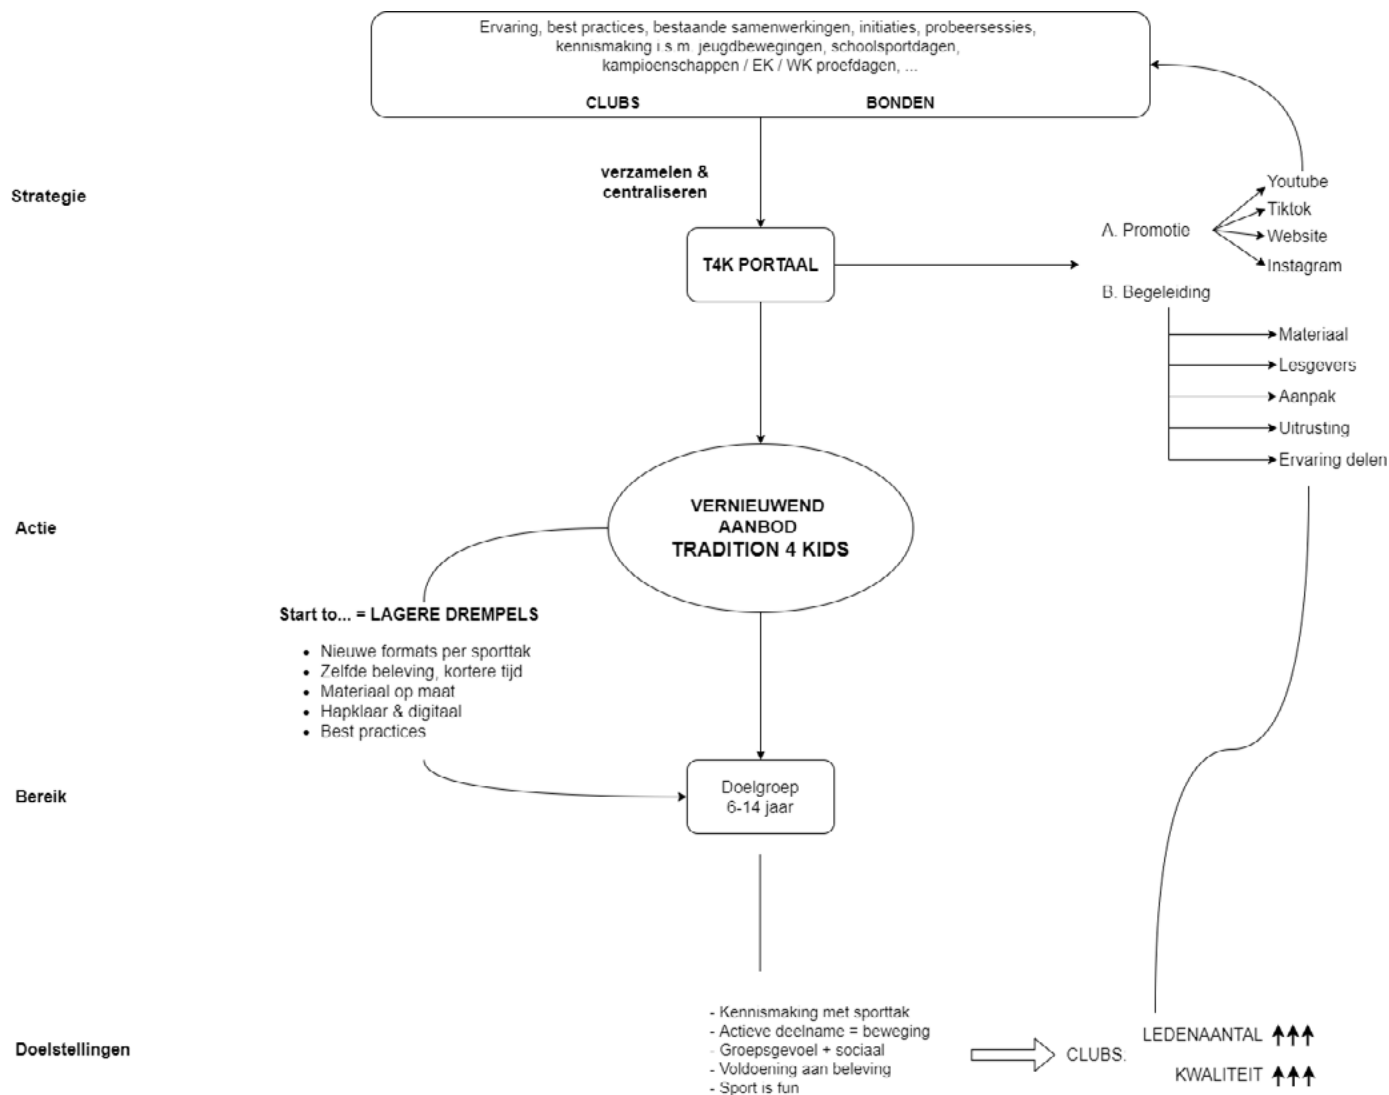 Ervaring, best practices, bestaande samenwerkingen, initiaties, probeersessies,
kennismaking i.s.m. jeugdbewegingen, schoolsportdagen,
kampioenschappen / EK / WK proefdagen, ...
CLUBS BONDEN
verzamelen &
centraliseren
Strategie
T4K PORTAAL
A. Promotie
Youtube
Tiktok
Website
Instagram
B. Begeleiding
Materiaal
Lesgevers
Aanpak
Uitrusting
Ervaring delen
Actie
VERNIEUWEND
AANBOD
TRADITION 4 KIDS
Start to... = LAGERE DREMPELS
• Nieuwe formats per sporttak
• Zelfde beleving, kortere tijd
• Materiaal op maat
• Hapklaar & digitaal
• Best practices
Bereik
Doelgroep
6-14 jaar
Doelstellingen
- Kennismaking met sporttak
- Actieve deelname = beweging
- Groepsgevoel + sociaal
- Voldoening aan beleving
- Sport is fun
CLUBS:
LEDENAANTAL
KWALITEIT